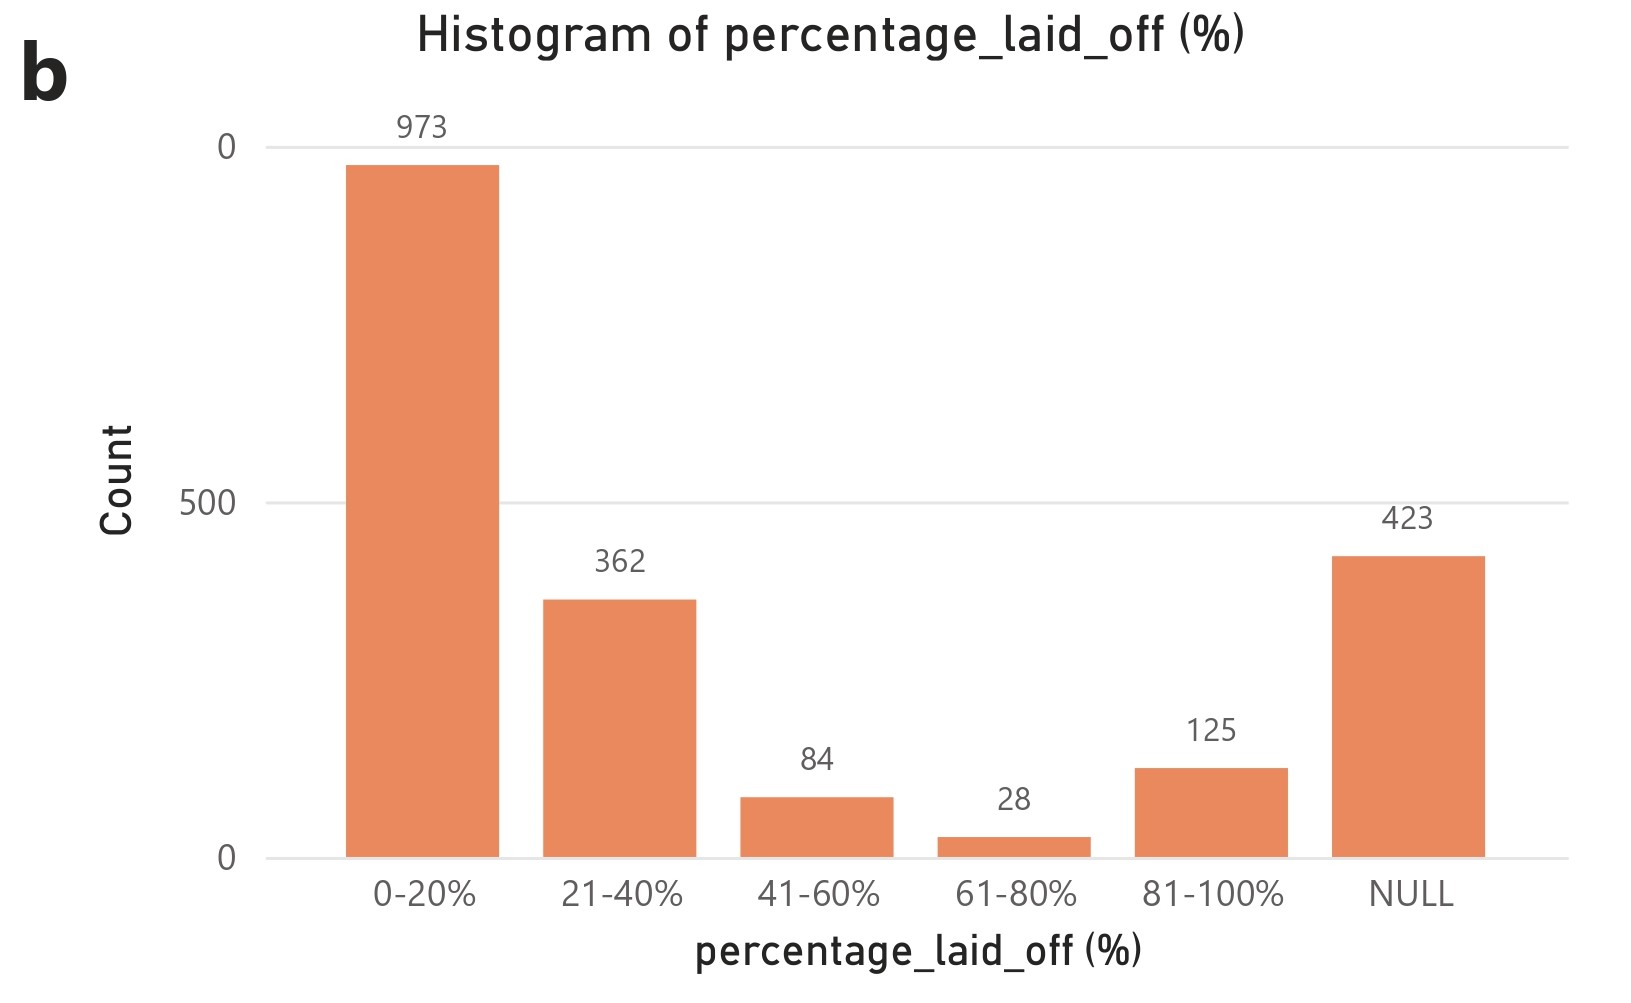 b
Histogram of percentage_laid_off (%)
Count
0
500
0
973
362
84
28
125
423
0-20%
21-40%
41-60%
61-80%
81-100%
NULL
percentage_laid_off (%)